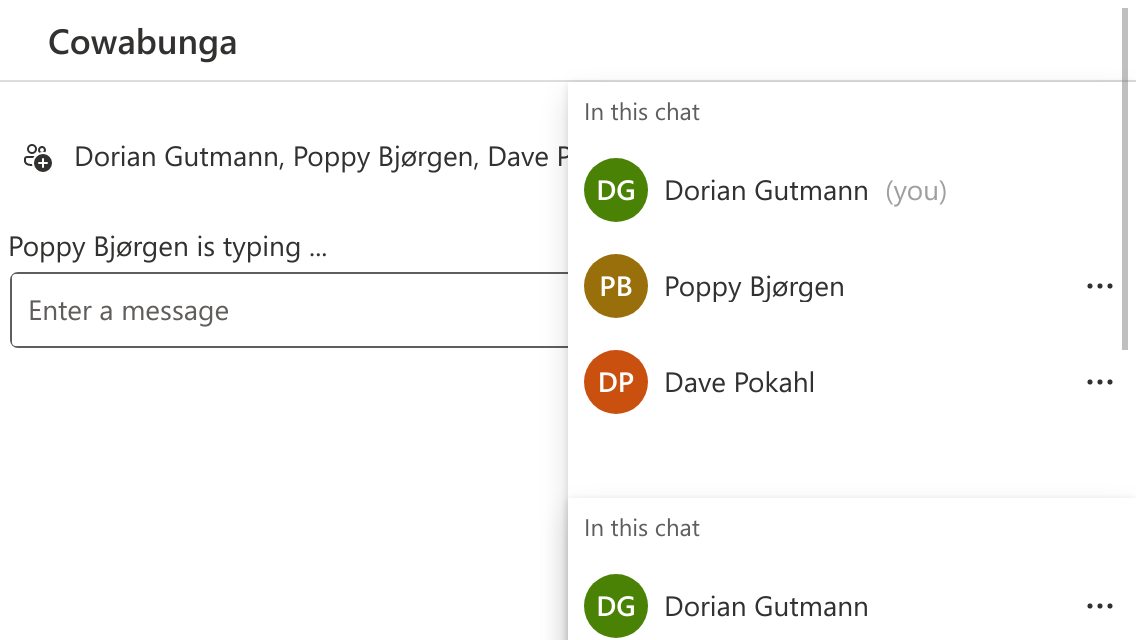 Cowabunga
Dorian Gutmann, Poppy Bjørgen, Dave P
Poppy Bjørgen is typing ...
Enter a message
In this chat
DG Dorian Gutmann (you)
PB Poppy Bjørgen
DP Dave Pokahl
In this chat
DG Dorian Gutmann